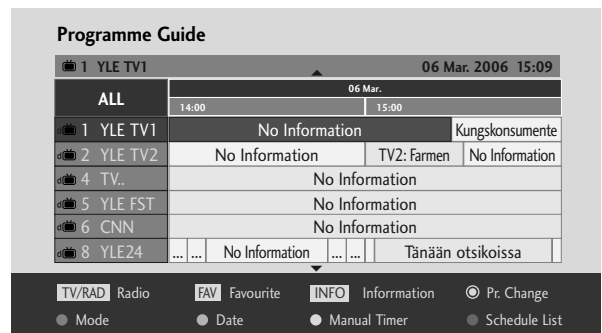 Programme Guide
1 YLE TV1 06 Mar. 2006 15:09
ALL 06 Mar.
14:00 15:00
1 YLE TV1 No Information Kungskonsumente
2 YLE TV2 No Information TV2: Farmen No Information
4 TV.. No Information
5 YLE FST No Information
6 CNN No Information
8 YLE24 ... ... No Information ... ... Tänään otsikoissa
TV/RAD Radio FAV Favourite INFO Inforrmation Pr. Change
Mode Date Manual Timer Schedule List